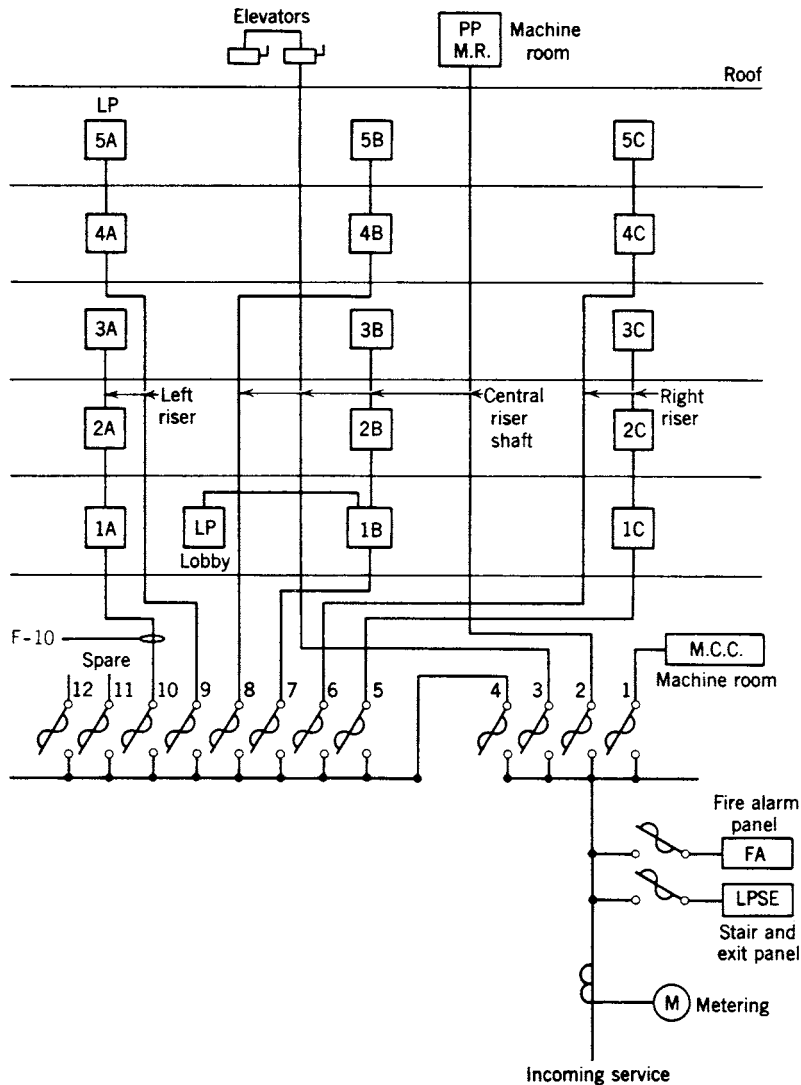 Elevators
PP
M.R.
Machine
room
Roof
LP
5A
5B
5C
4A
4B
4C
3A
3B
3C
Left
riser
Central
riser
shaft
Right
riser
2A
2B
2C
1A
LP
Lobby
1B
1C
F-10
Spare
M.C.C.
Machine room
12
11
10
9
8
7
6
5
4
3
2
1
Fire alarm
panel
FA
LPSE
Stair and
exit panel
M
Metering
Incoming service